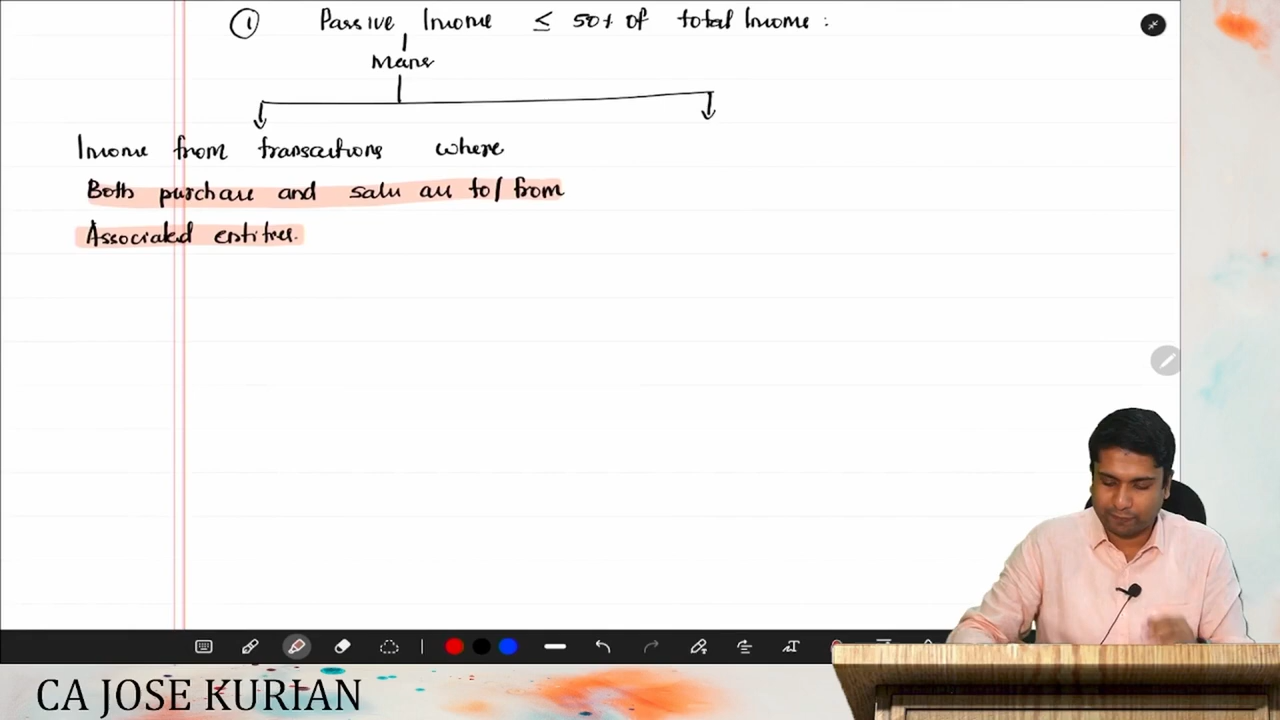 ① Passive Income ≤ 50% of total Income :
Means
Income from transactions where
Both purchase and sales are to/from
Associated entities.
CA JOSE KURIAN